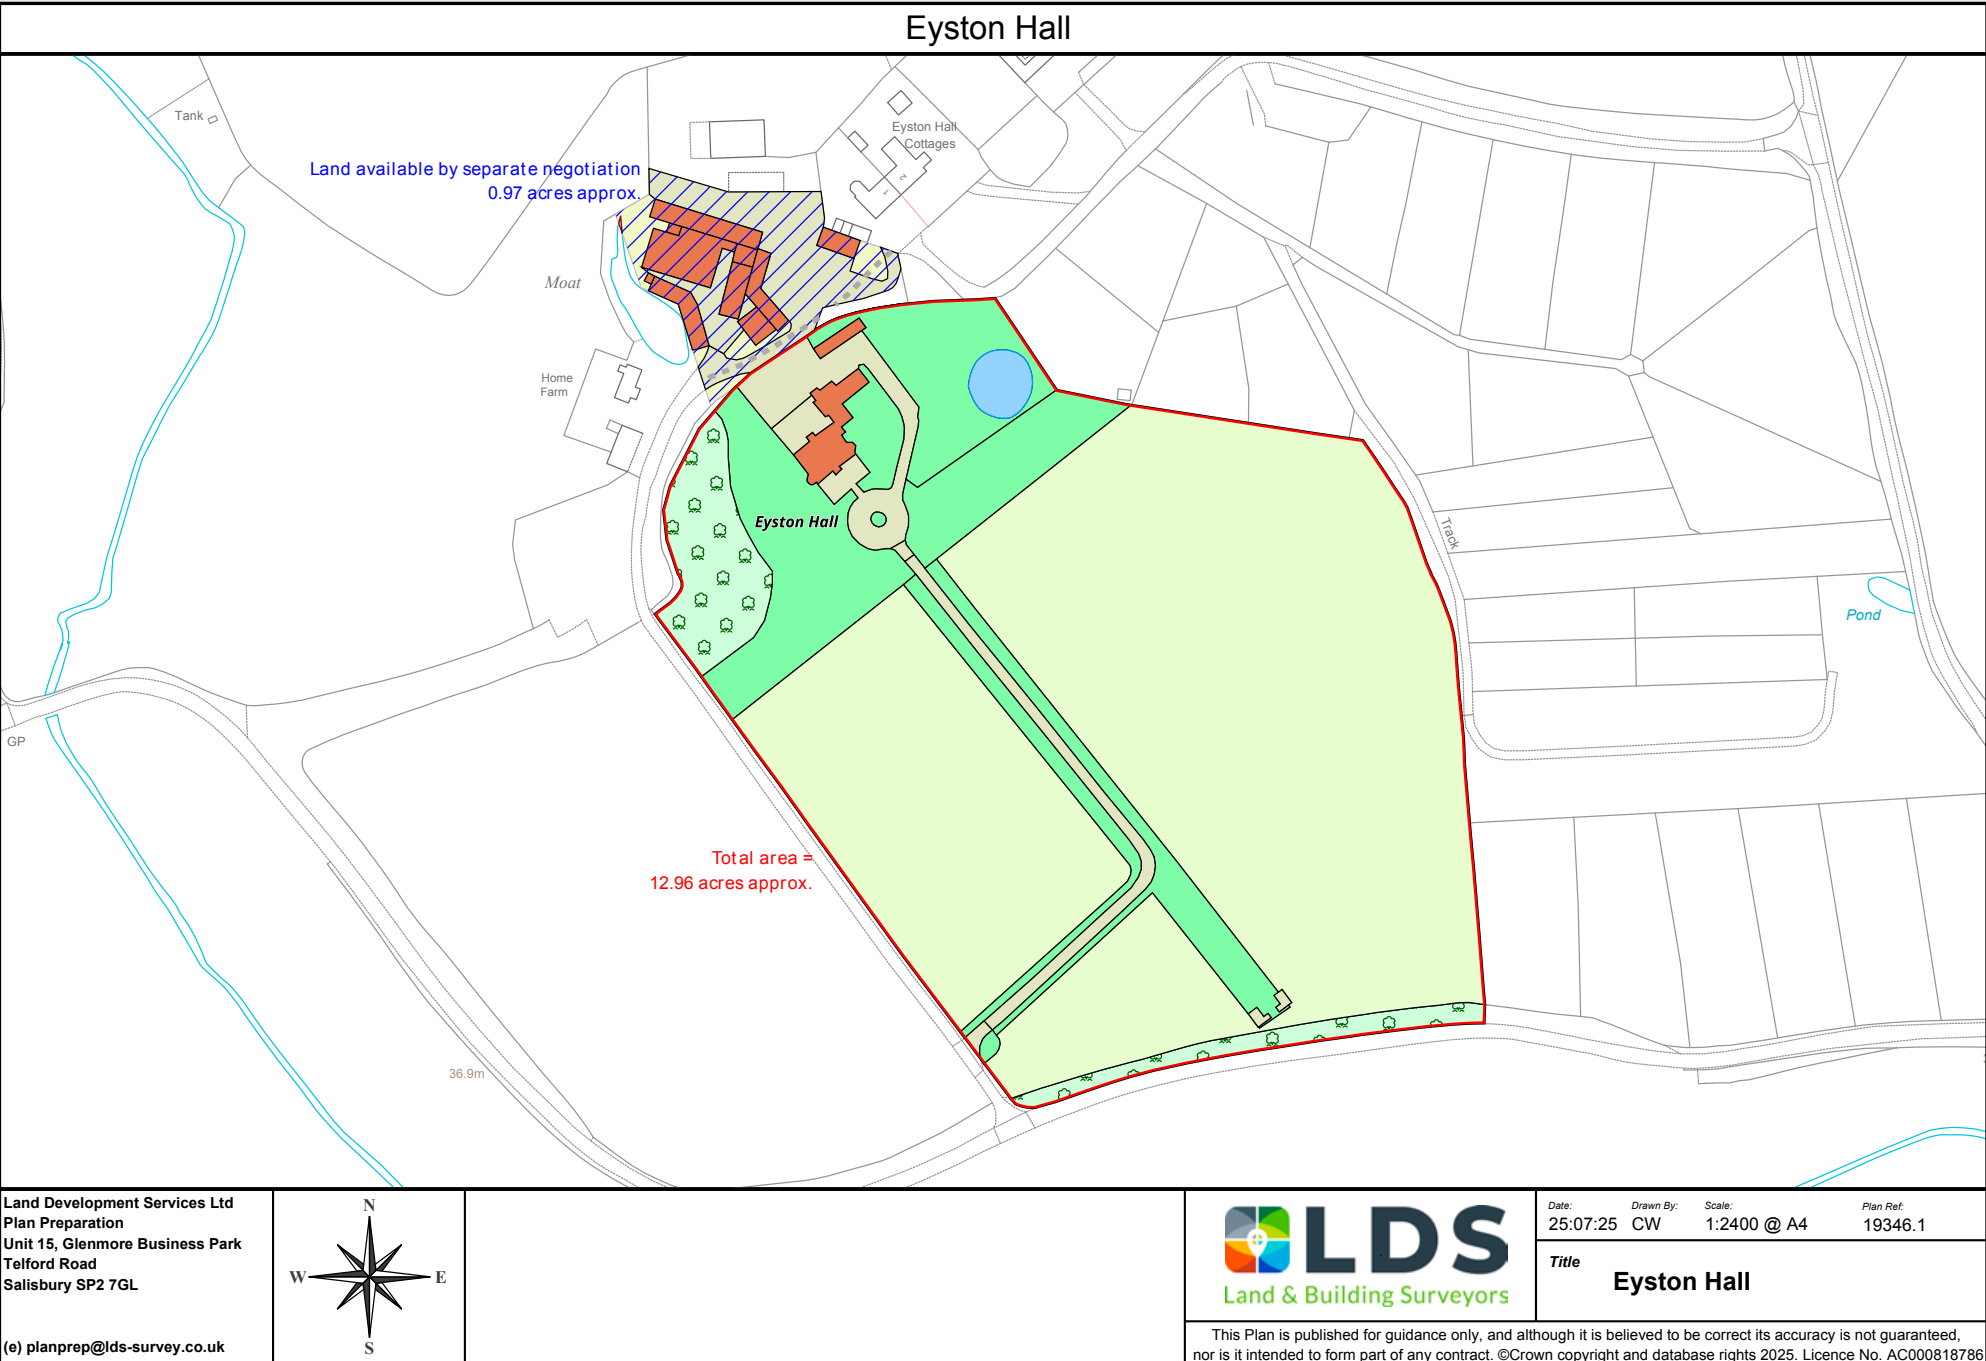 Eyston Hall
Tank
Eyston Hall
Cottages
1
2
Land available by separate negotiation
0.97 acres approx.
Moat
Home
Farm
Eyston Hall
Track
Pond
GP
Total area =
12.96 acres approx.
36.9m
Land Development Services Ltd
Plan Preparation
Unit 15, Glenmore Business Park
Telford Road
Salisbury SP2 7GL
(e) planprep@lds-survey.co.uk
N
W
E
S
LDS
Land & Building Surveyors
Date: Drawn By: Scale: Plan Ref:
25:07:25 CW 1:2400 @ A4 19346.1
Title
Eyston Hall
This Plan is published for guidance only, and although it is believed to be correct its accuracy is not guaranteed,
nor is it intended to form part of any contract. ©Crown copyright and database rights 2025. Licence No. AC000818786